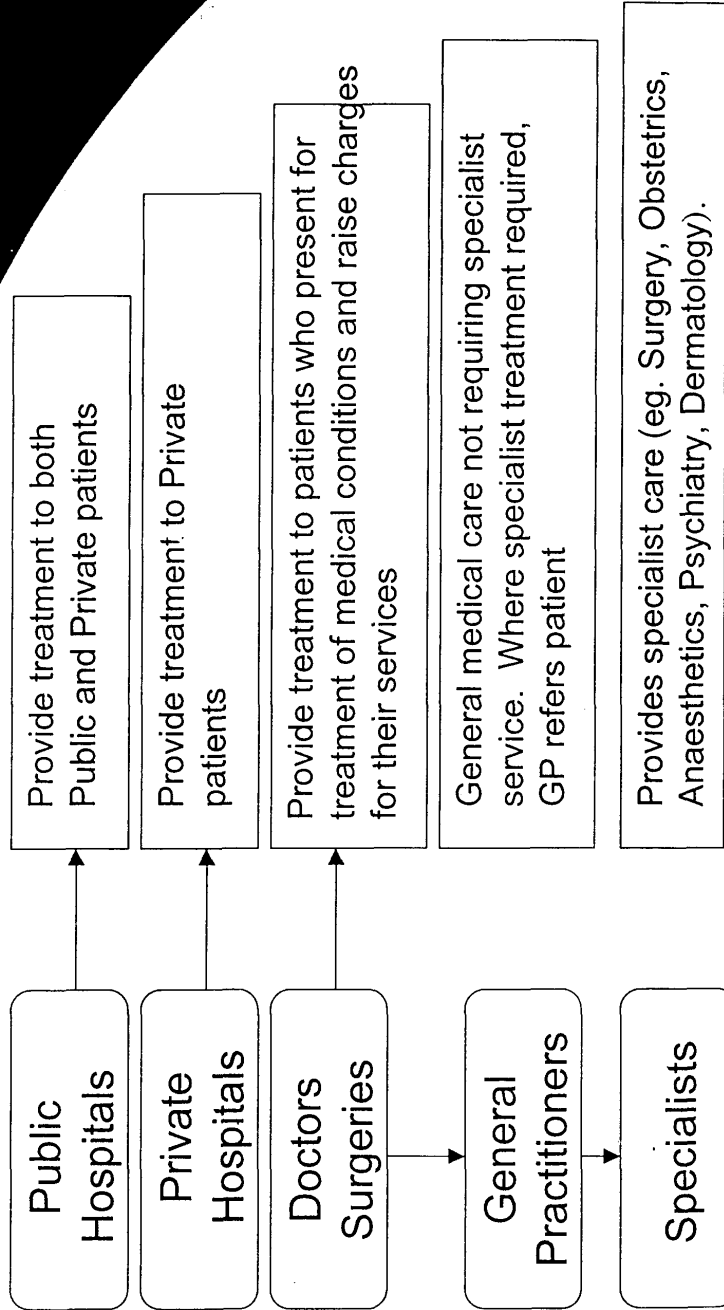 Public
Hospitals
Provide treatment to both
Public and Private patients
Private
Hospitals
Provide treatment to Private
patients
Doctors
Surgeries
Provide treatment to patients who present for
treatment of medical conditions and raise charges
for their services
General
Practitioners
General medical care not requiring specialist
service. Where specialist treatment required,
GP refers patient
Specialists
Provides specialist care (eg. Surgery, Obstetrics,
Anaesthetics, Psychiatry, Dermatology).